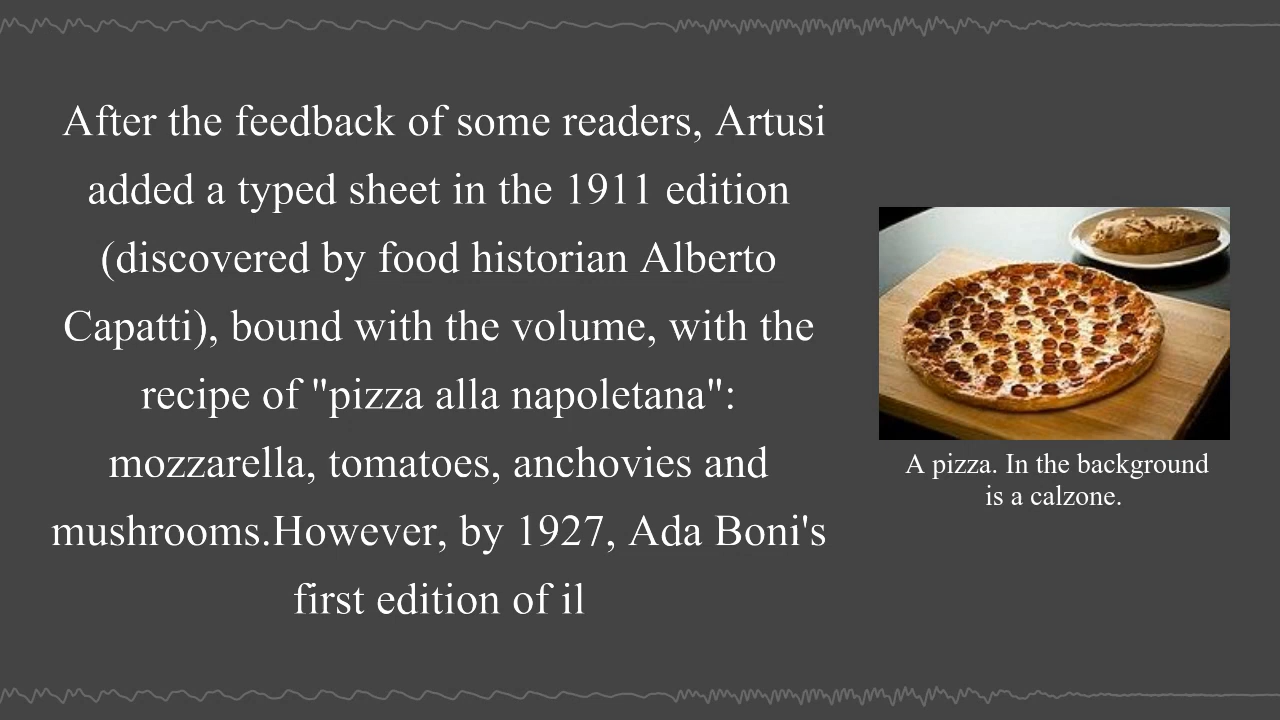 After the feedback of some readers, Artusi
added a typed sheet in the 1911 edition
(discovered by food historian Alberto
Capatti), bound with the volume, with the
recipe of "pizza alla napoletana":
mozzarella, tomatoes, anchovies and
mushrooms.However, by 1927, Ada Boni's
first edition of il
A pizza. In the background
is a calzone.